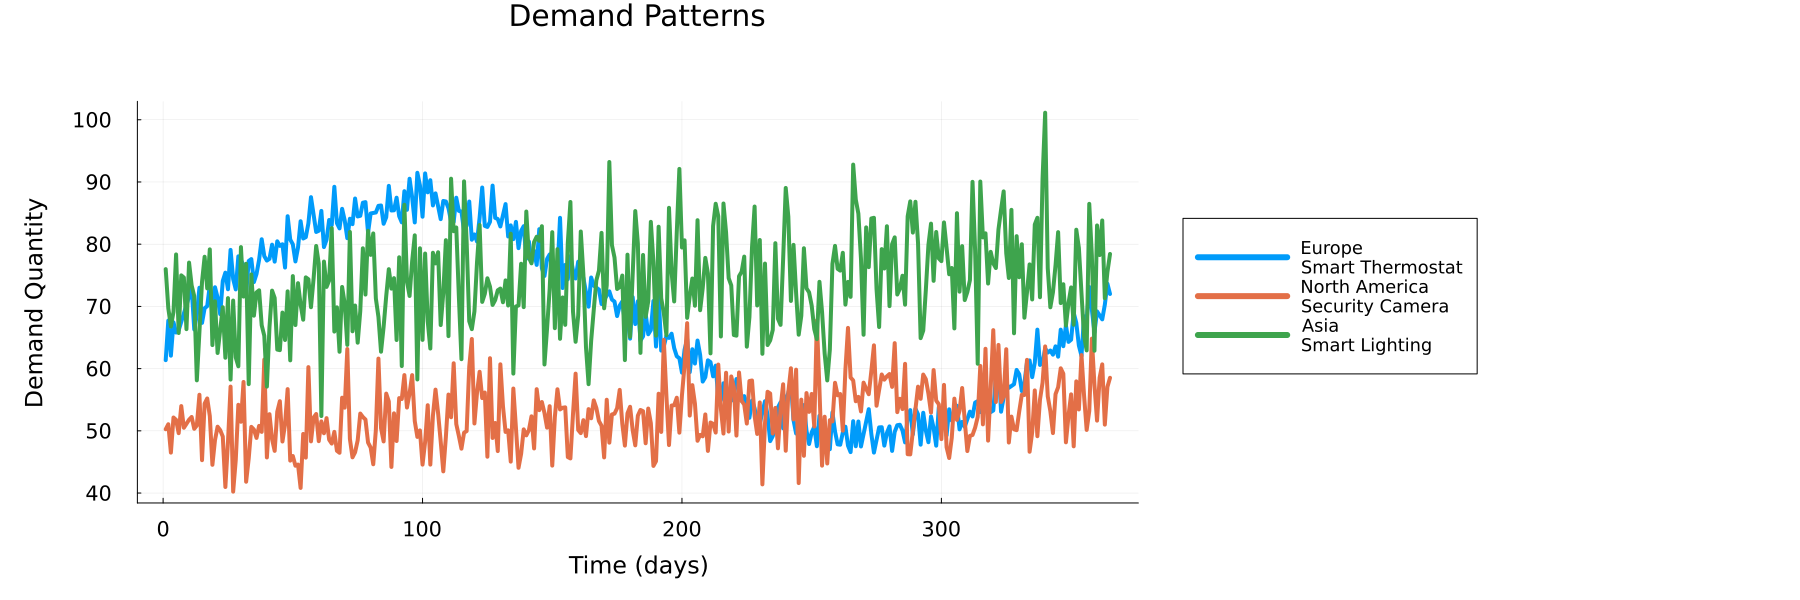 Demand Patterns
Demand Quantity
100
90
80
70
60
50
40
0
100
200
300
Time (days)
Europe
Smart Thermostat
North America
Security Camera
Asia
Smart Lighting